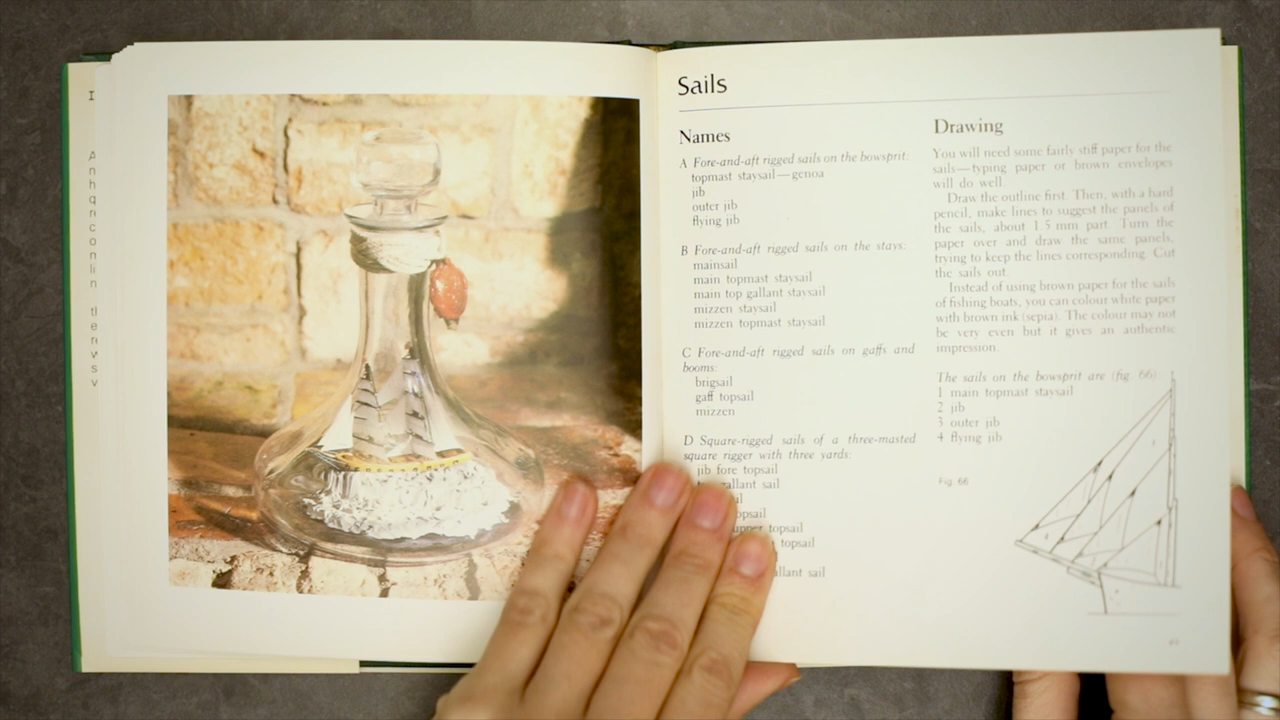 Sails
Names
A Fore-and-aft rigged sails on the bowsprit:
topmast staysail—genoa
jib
outer jib
flying jib
B Fore-and-aft rigged sails on the stays:
mainsail
main topmast staysail
main top gallant staysail
mizzen staysail
mizzen topmast staysail
C Fore-and-aft rigged sails on gaffs and
booms:
brigsail
gaff topsail
mizzen
D Square-rigged sails of a three-masted
square rigger with three yards:
jib fore topsail
sail
upper topsail
topsail
sail
Drawing
You will need some fairly stiff paper for the
sails—typing paper or brown envelopes
will do well.
Draw the outline first. Then, with a hard
pencil, make lines to suggest the panels of
the sails, about 1.5 mm part. Turn the
paper over and draw the same panels,
trying to keep the lines corresponding. Cut
the sails out.
Instead of using brown paper for the sails
of fishing boats, you can colour white paper
with brown ink (sepia). The colour may not
be very even but it gives an authentic
impression.
The sails on the bowsprit are (fig. 66):
1 main topmast staysail
2 jib
3 outer jib
4 flying jib
Fig. 66